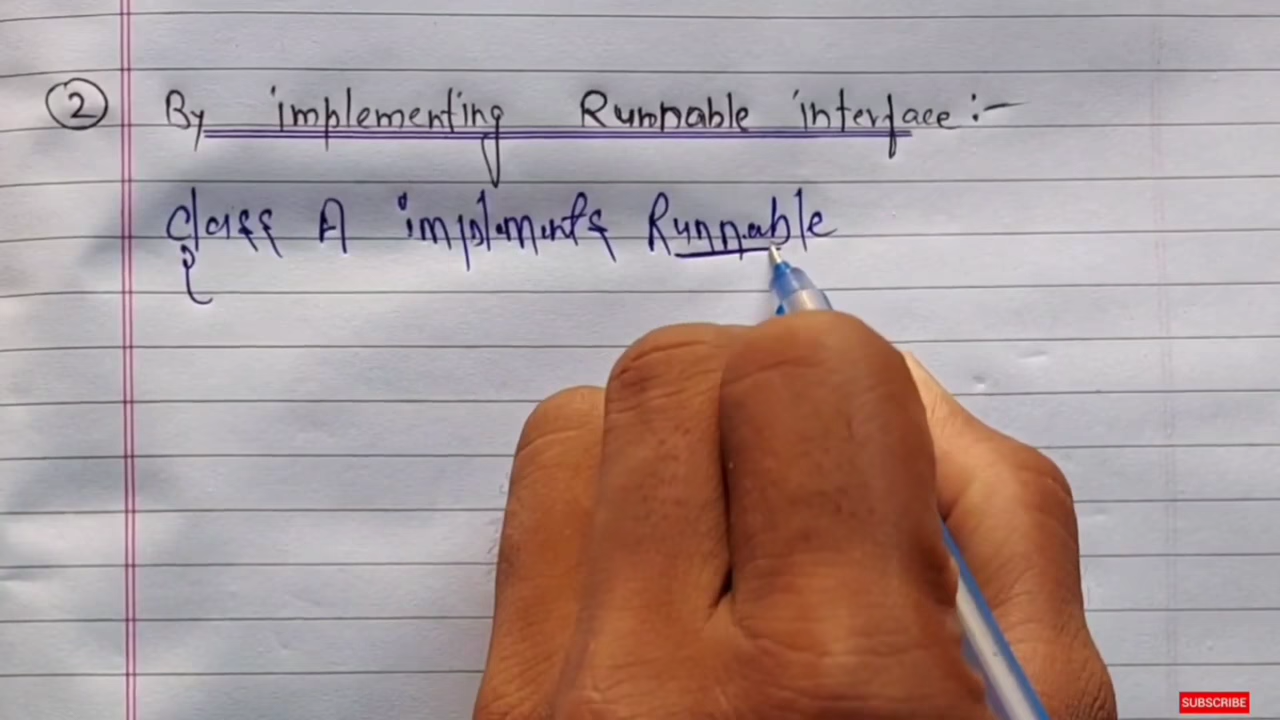 ② By implementing Runnable interface :-
class A implements Runnable
{
SUBSCRIBE